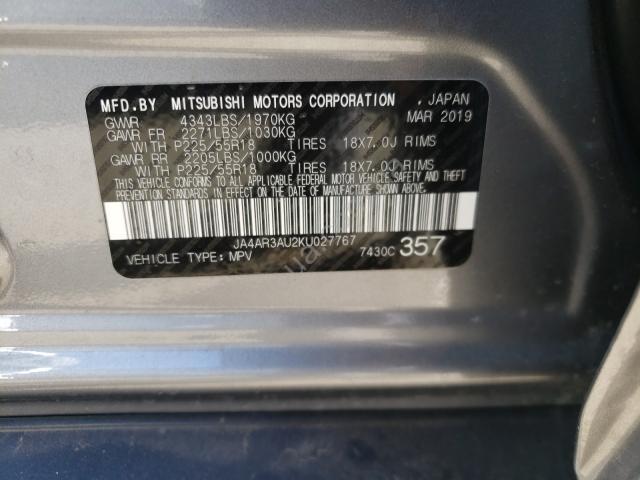 MFD.BY MITSUBISHI MOTORS CORPORATION , JAPAN
GVWR 4343LBS/1970KG MAR 2019
GAWR FR 2271LBS/1030KG
WITH P225/55R18 TIRES 18X7.0J RIMS
GAWR RR 2205LBS/1000KG
WITH P225/55R18 TIRES 18X7.0J RIMS
THIS VEHICLE CONFORMS TO ALL APPLICABLE FEDERAL MOTOR VEHICLE SAFETY, BUMPER AND THEFT
PREVENTION STANDARDS IN EFFECT ON THE DATE OF MANUFACTURE SHOWN ABOVE.
JA4AR3AU2KU027767
VEHICLE TYPE: MPV 7430C 357